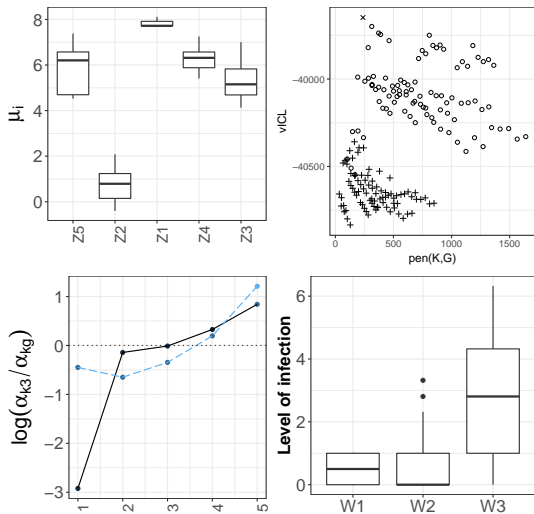 8
6
4
2
0
μi
Z5
Z2
Z1
Z4
Z3
vICL
−40000
−40500
0
500
1000
1500
pen(K,G)
log(αk3/αkg)
1
0
−1
−2
−3
1
2
3
4
5
Level of infection
6
4
2
0
W1
W2
W3